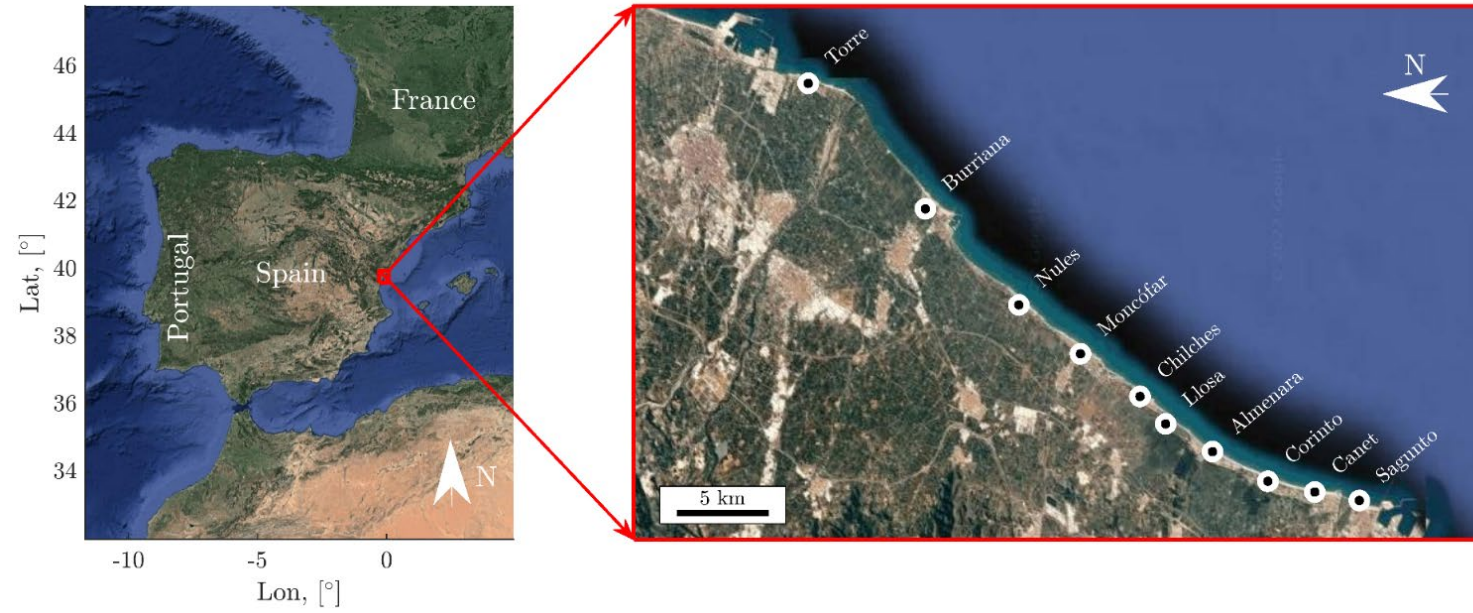 46
44
42
40
38
36
34
Lat, [°]
-10
-5
0
Lon, [°]
France
Spain
Portugal
N
N
Torre
Burriana
Nules
Moncófar
Chilches
Llosa
Almenara
Corinto
Canet
Sagunto
5 km